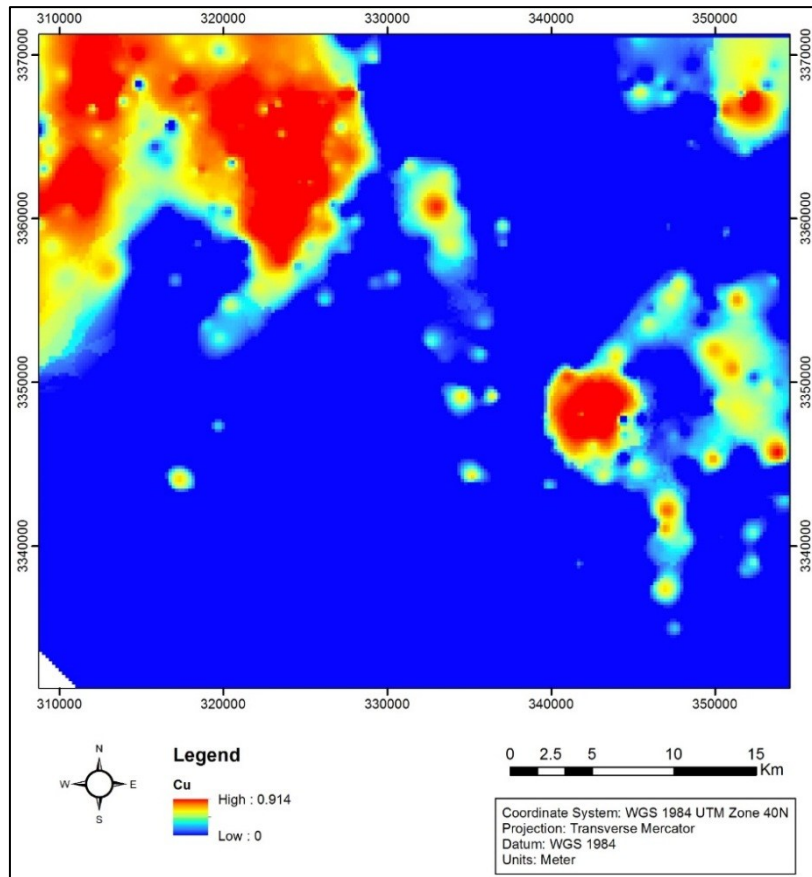 310000 320000 330000 340000 350000
3370000 3370000
3360000 3360000
3350000 3350000
3340000 3340000
310000 320000 330000 340000 350000
N
W E
S
Legend
Cu
High : 0.914
Low : 0
0 2.5 5 10 15
Km
Coordinate System: WGS 1984 UTM Zone 40N
Projection: Transverse Mercator
Datum: WGS 1984
Units: Meter